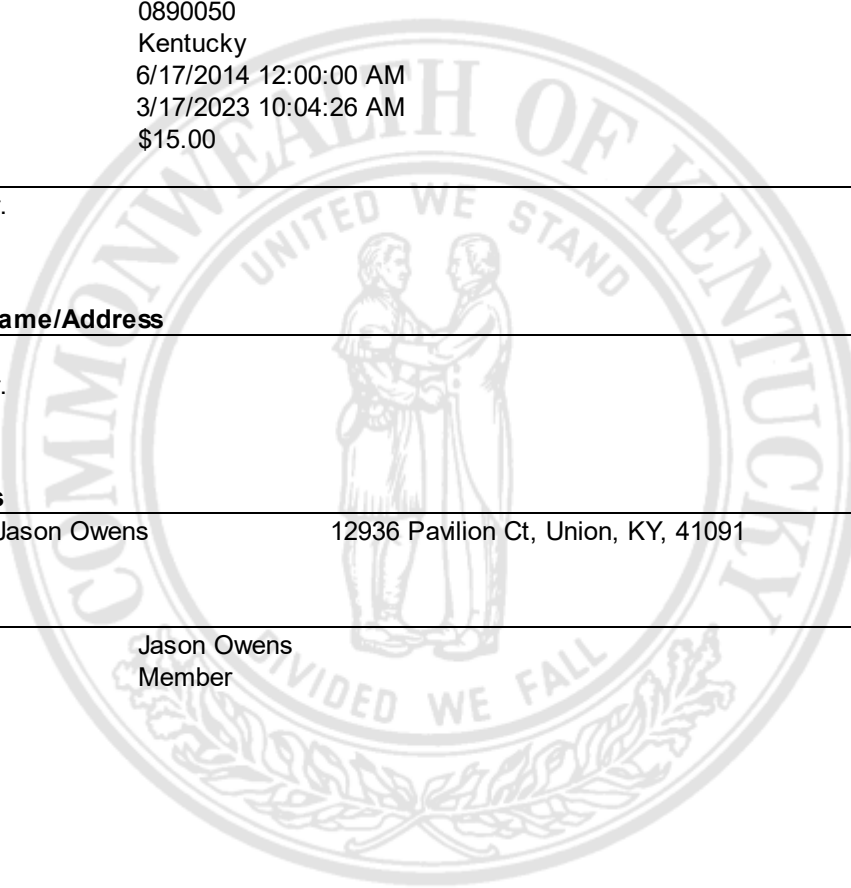 0890050
Kentucky
6/17/2014 12:00:00 AM
3/17/2023 10:04:26 AM
$15.00
COMMONWEALTH OF KENTUCKY
UNITED WE STAND
ame/Address
s
Jason Owens 12936 Pavilion Ct, Union, KY, 41091
Jason Owens
Member
DIVIDED WE FALL